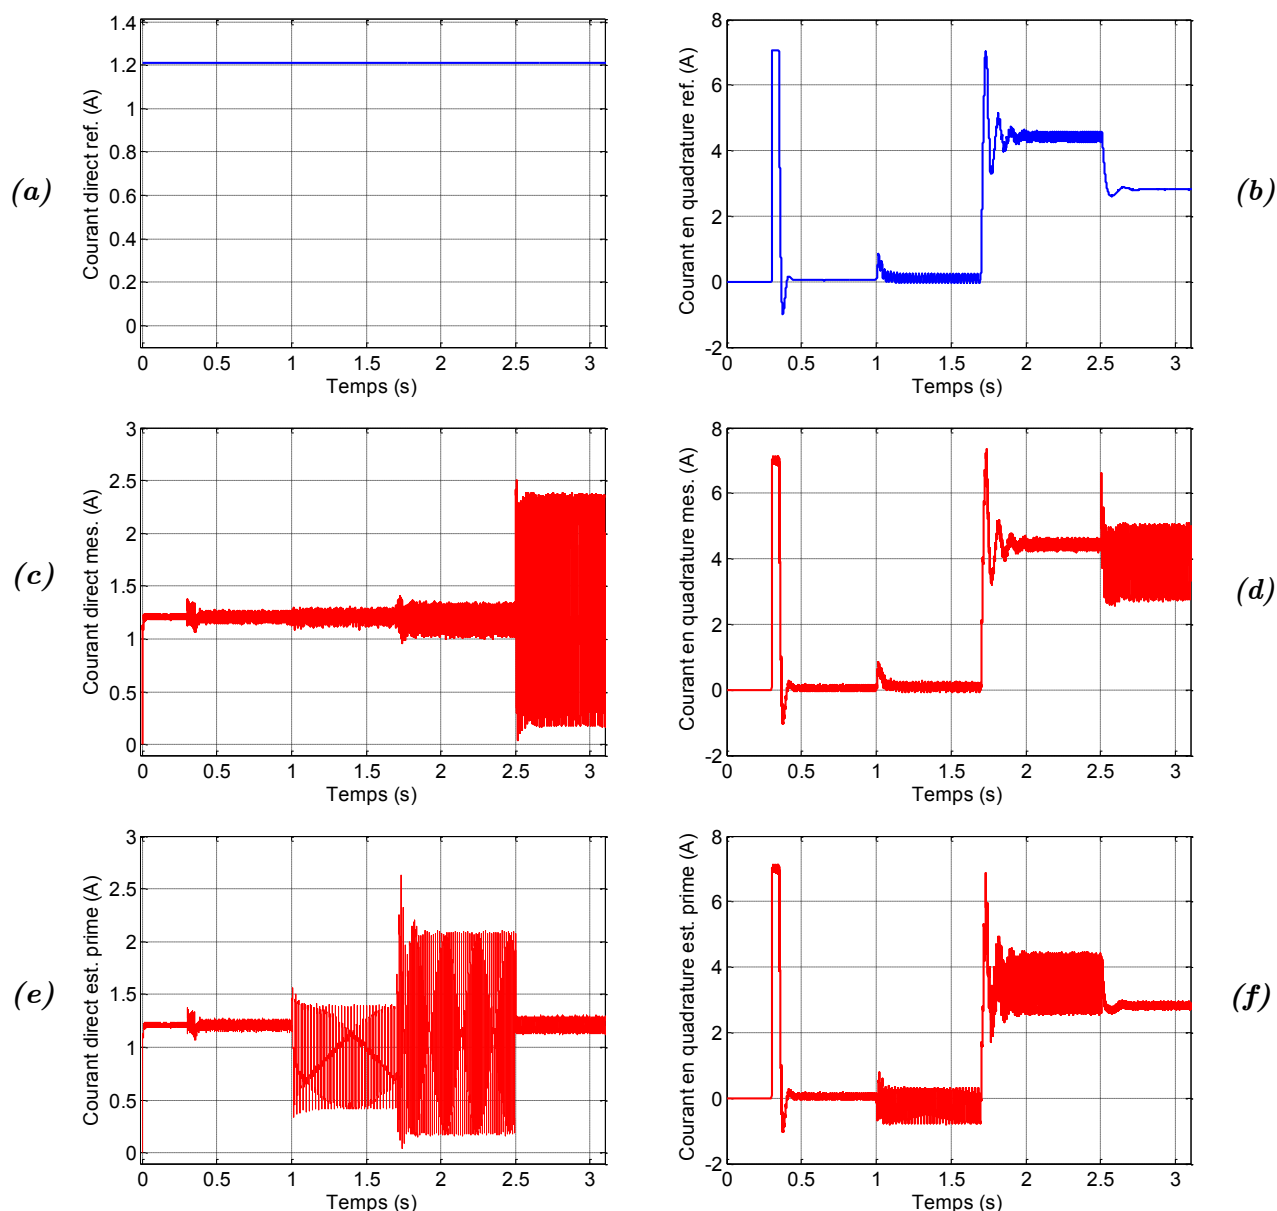 (a)
Courant direct ref. (A)
1.4
1.2
1
0.8
0.6
0.4
0.2
0
0 0.5 1 1.5 2 2.5 3
Temps (s)
(b)
Courant en quadrature ref. (A)
8
6
4
2
0
-2
0 0.5 1 1.5 2 2.5 3
Temps (s)
(c)
Courant direct mes. (A)
3
2.5
2
1.5
1
0.5
0
0 0.5 1 1.5 2 2.5 3
Temps (s)
(d)
Courant en quadrature mes. (A)
8
6
4
2
0
-2
0 0.5 1 1.5 2 2.5 3
Temps (s)
(e)
Courant direct est. prime (A)
3
2.5
2
1.5
1
0.5
0
0 0.5 1 1.5 2 2.5 3
Temps (s)
(f)
Courant en quadrature est. prime (A)
8
6
4
2
0
-2
0 0.5 1 1.5 2 2.5 3
Temps (s)